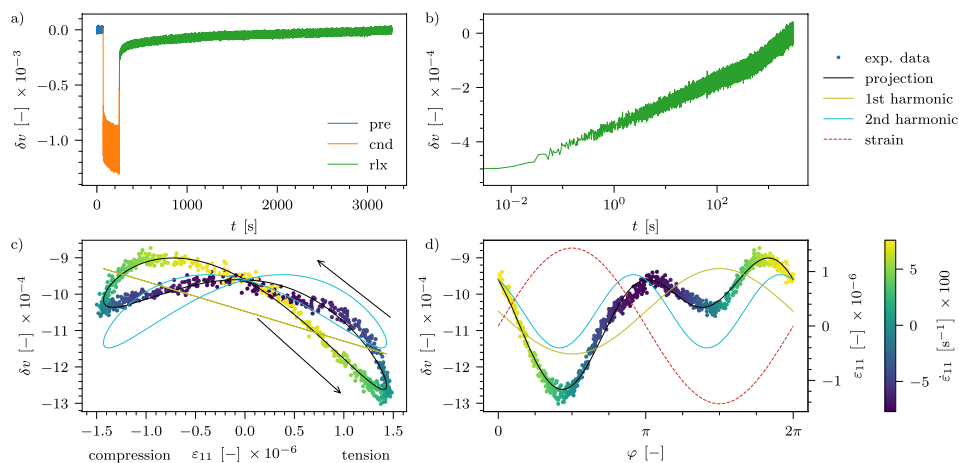 a)
0.0
−0.5
−1.0
δv [−] × 10⁻³
0 1000 2000 3000
t [s]
pre
cnd
rlx
b)
0
−2
−4
δv [−] × 10⁻⁴
10⁻² 10⁰ 10²
t [s]
exp. data
projection
1st harmonic
2nd harmonic
strain
c)
−9
−10
−11
−12
−13
δv [−] × 10⁻⁴
−1.5 −1.0 −0.5 0.0 0.5 1.0 1.5
compression ε₁₁ [−] × 10⁻⁶ tension
d)
−9
−10
−11
−12
−13
δv [−] × 10⁻⁴
0 π 2π
φ [−]
1
0
−1
ε₁₁ [−] × 10⁻⁶
5
0
−5
ε̇₁₁ [s⁻¹] × 100